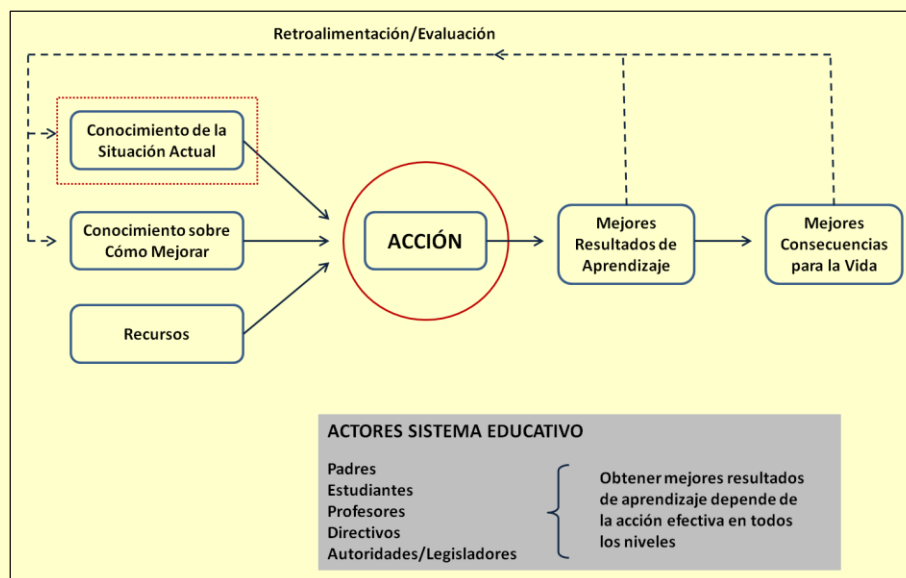 Retroalimentación/Evaluación
Conocimiento de la
Situación Actual
Conocimiento sobre
Cómo Mejorar
Recursos
ACCIÓN
Mejores
Resultados de
Aprendizaje
Mejores
Consecuencias
para la Vida
ACTORES SISTEMA EDUCATIVO
Padres
Estudiantes
Profesores
Directivos
Autoridades/Legisladores
Obtener mejores resultados
de aprendizaje depende de
la acción efectiva en todos
los niveles